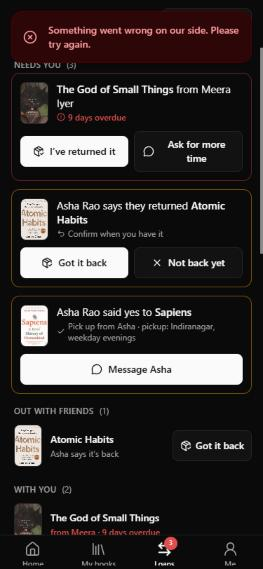 Something went wrong on our side. Please
try again.
NEEDS YOU (3)
The God of Small Things from Meera
Iyer
9 days overdue
I've returned it
Ask for more
time
Asha Rao says they returned Atomic
Habits
Confirm when you have it
Got it back
Not back yet
Asha Rao said yes to Sapiens
Pick up from Asha · pickup: Indiranagar,
weekday evenings
Message Asha
OUT WITH FRIENDS (1)
Atomic Habits
Asha says it's back
Got it back
WITH YOU (2)
The God of Small Things
from Meera · 9 days overdue
3
Home
My books
Loans
Me